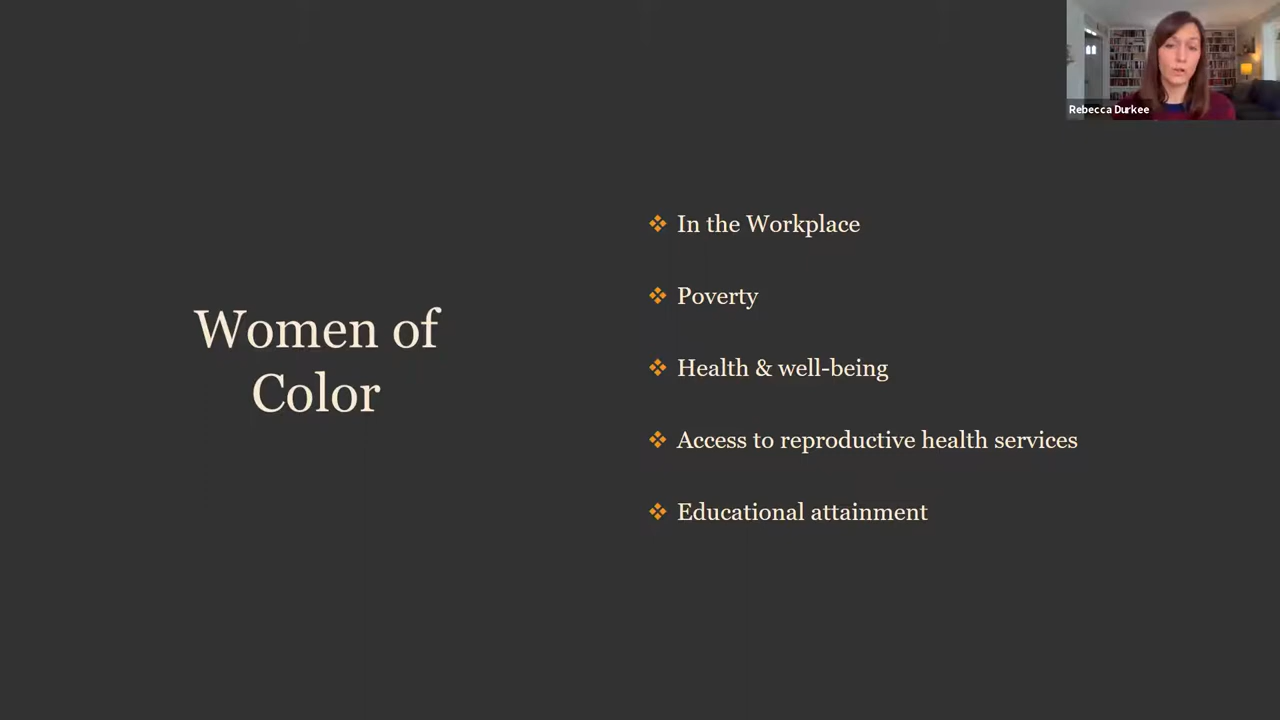 Rebecca Durkee
Women of
Color
In the Workplace
Poverty
Health & well-being
Access to reproductive health services
Educational attainment